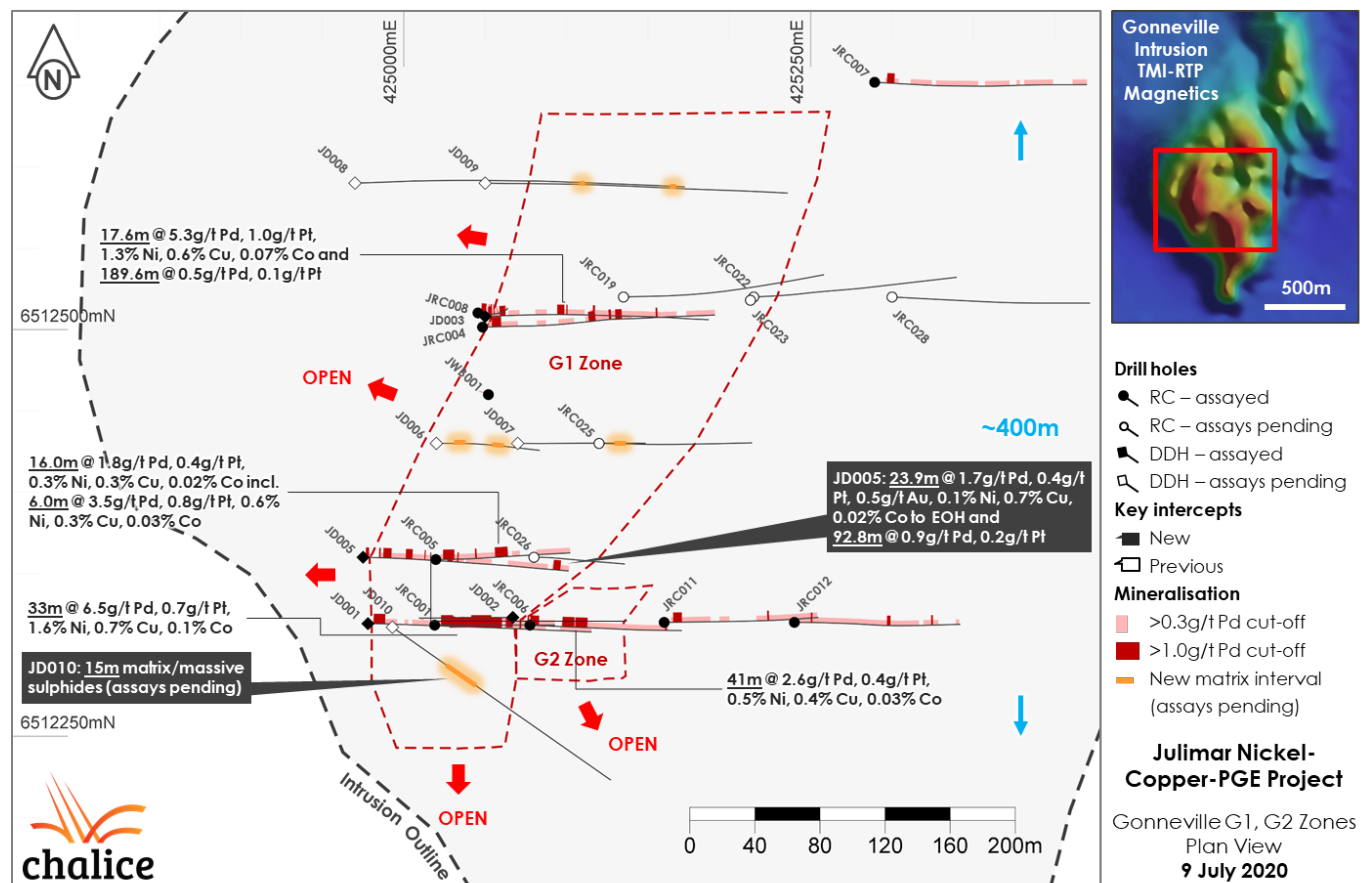 N
425000mE
425250mE
JRC007
JD008
JD009
17.6m @ 5.3g/t Pd, 1.0g/t Pt,
1.3% Ni, 0.6% Cu, 0.07% Co and
189.6m @ 0.5g/t Pd, 0.1g/t Pt
JRC019
JRC022
JRC023
JRC028
6512500mN
JRC008
JD003
JRC004
G1 Zone
OPEN
JD006
JD007
JRC025
~400m
16.0m @ 1.8g/t Pd, 0.4g/t Pt,
0.3% Ni, 0.3% Cu, 0.02% Co incl.
6.0m @ 3.5g/t Pd, 0.8g/t Pt, 0.6%
Ni, 0.3% Cu, 0.03% Co
JD005: 23.9m @ 1.7g/t Pd, 0.4g/t
Pt, 0.5g/t Au, 0.1% Ni, 0.7% Cu,
0.02% Co to EOH and
92.8m @ 0.9g/t Pd, 0.2g/t Pt
JD005
JRC005
JRC026
33m @ 6.5g/t Pd, 0.7g/t Pt,
1.6% Ni, 0.7% Cu, 0.1% Co
JD001
JD010
JRC001
JD002
JRC006
JRC011
JRC012
G2 Zone
JD010: 15m matrix/massive
sulphides (assays pending)
41m @ 2.6g/t Pd, 0.4g/t Pt,
0.5% Ni, 0.4% Cu, 0.03% Co
6512250mN
OPEN
OPEN
Intrusion Outline
chalice
0 40 80 120 160 200m
Gonneville
Intrusion
TMI-RTP
Magnetics
500m
Drill holes
RC – assayed
RC – assays pending
DDH – assayed
DDH – assays pending
Key intercepts
New
Previous
Mineralisation
>0.3g/t Pd cut-off
>1.0g/t Pd cut-off
New matrix interval
(assays pending)
Julimar Nickel-
Copper-PGE Project
Gonneville G1, G2 Zones
Plan View
9 July 2020